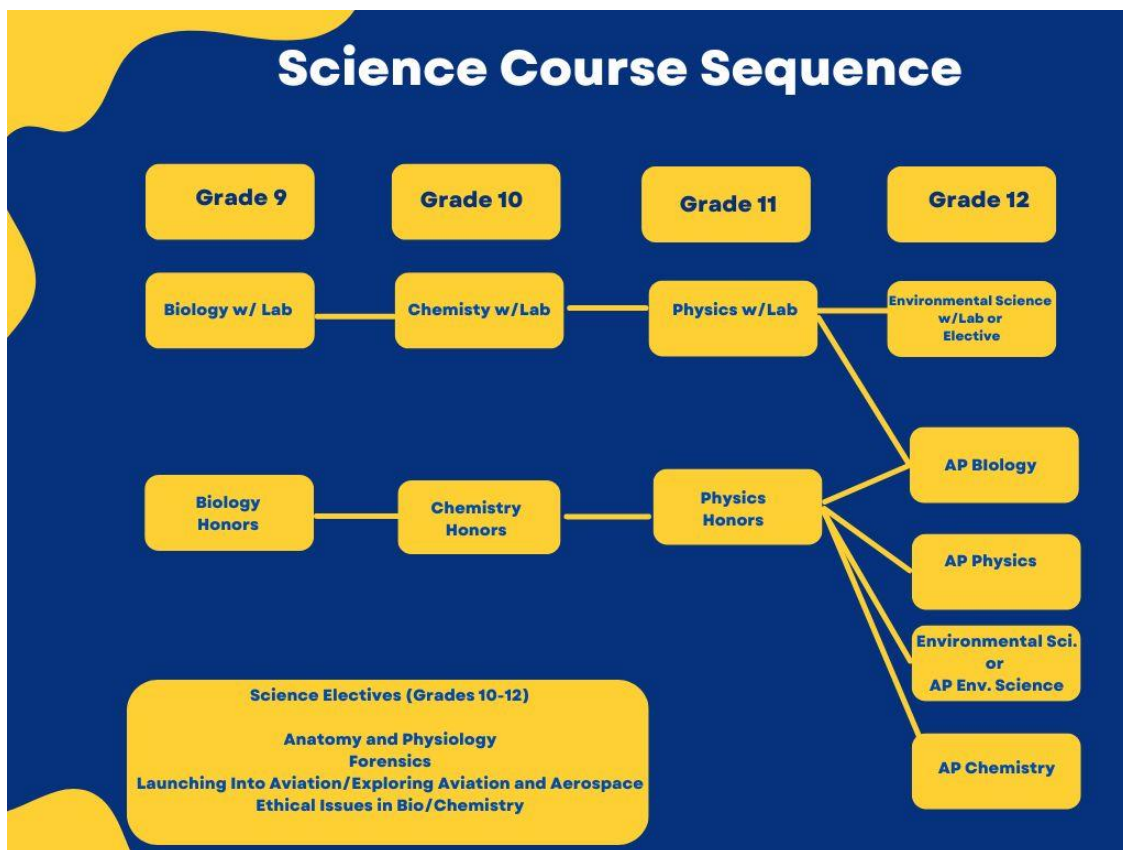 Science Course Sequence
Grade 9
Grade 10
Grade 11
Grade 12
Biology w/ Lab
Chemisty w/Lab
Physics w/Lab
Environmental Science
w/Lab or
Elective
Biology
Honors
Chemistry
Honors
Physics
Honors
AP BIology
AP Physics
Environmental Sci.
or
AP Env. Science
AP Chemistry
Science Electives (Grades 10-12)
Anatomy and Physiology
Forensics
Launching Into Aviation/Exploring Aviation and Aerospace
Ethical Issues in Bio/Chemistry